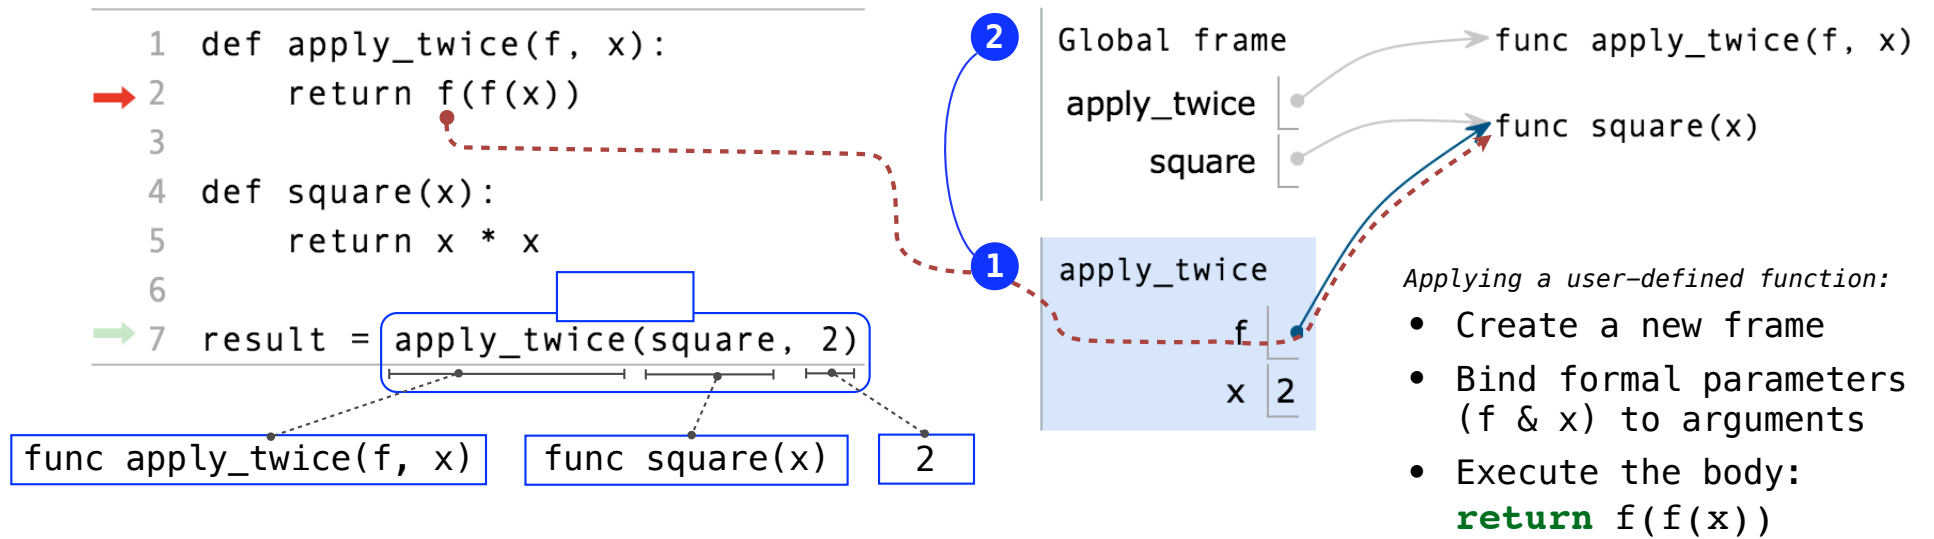 1 def apply_twice(f, x):
2 return f(f(x))
3
4 def square(x):
5 return x * x
6
7 result = apply_twice(square, 2)
func apply_twice(f, x)
func square(x)
2
2
1
Global frame
apply_twice
square
func apply_twice(f, x)
func square(x)
apply_twice
f
x 2
Applying a user–defined function:
• Create a new frame
• Bind formal parameters
(f & x) to arguments
• Execute the body:
return f(f(x))